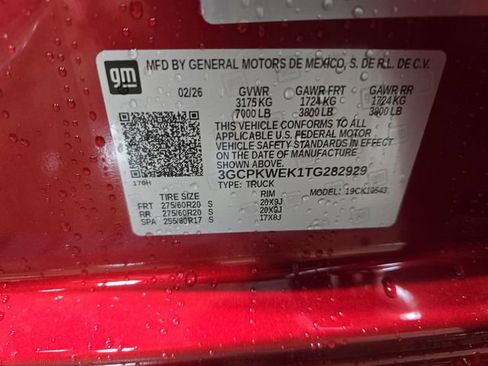 gm MFD BY GENERAL MOTORS DE MEXICO, S. DE R.L. DE C.V.
02/26 GVWR GAWR FRT GAWR RR
3175 KG 1724 KG 1724 KG
7000 LB 3800 LB 3800 LB
THIS VEHICLE CONFORMS TO ALL
APPLICABLE U.S. FEDERAL MOTOR
VEHICLE SAFETY STANDARDS IN EFFECT
ON THE DATE OF MANUFACTURE SHOWN ABOVE.
3GCPKWEK1TG282929
TYPE: TRUCK MODEL: 19CK10543
176H
TIRE SIZE RIM
FRT 275/60R20 S 20X9J
RR 275/60R20 S 20X9J
SPA 255/80R17 S 17X8J